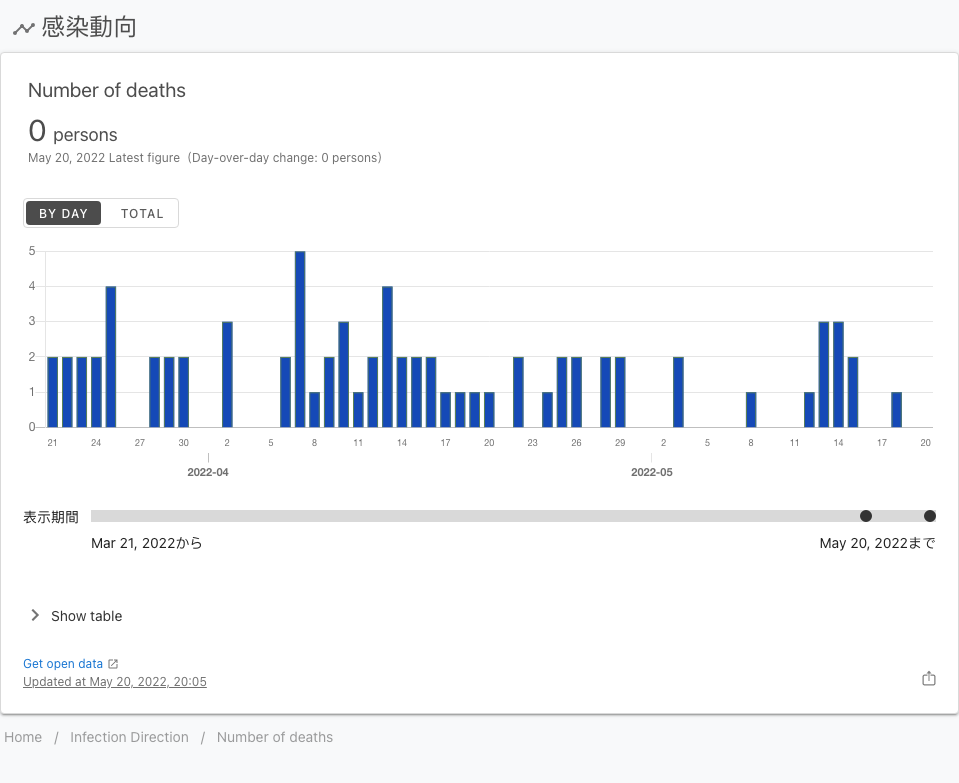 感染動向
Number of deaths
0 persons
May 20, 2022 Latest figure (Day-over-day change: 0 persons)
BY DAY TOTAL
5
4
3
2
1
0
21 24 27 30 2 5 8 11 14 17 20 23 26 29 2 5 8 11 14 17 20
2022-04 2022-05
表示期間
Mar 21, 2022から May 20, 2022まで
Show table
Get open data
Updated at May 20, 2022, 20:05
Home / Infection Direction / Number of deaths